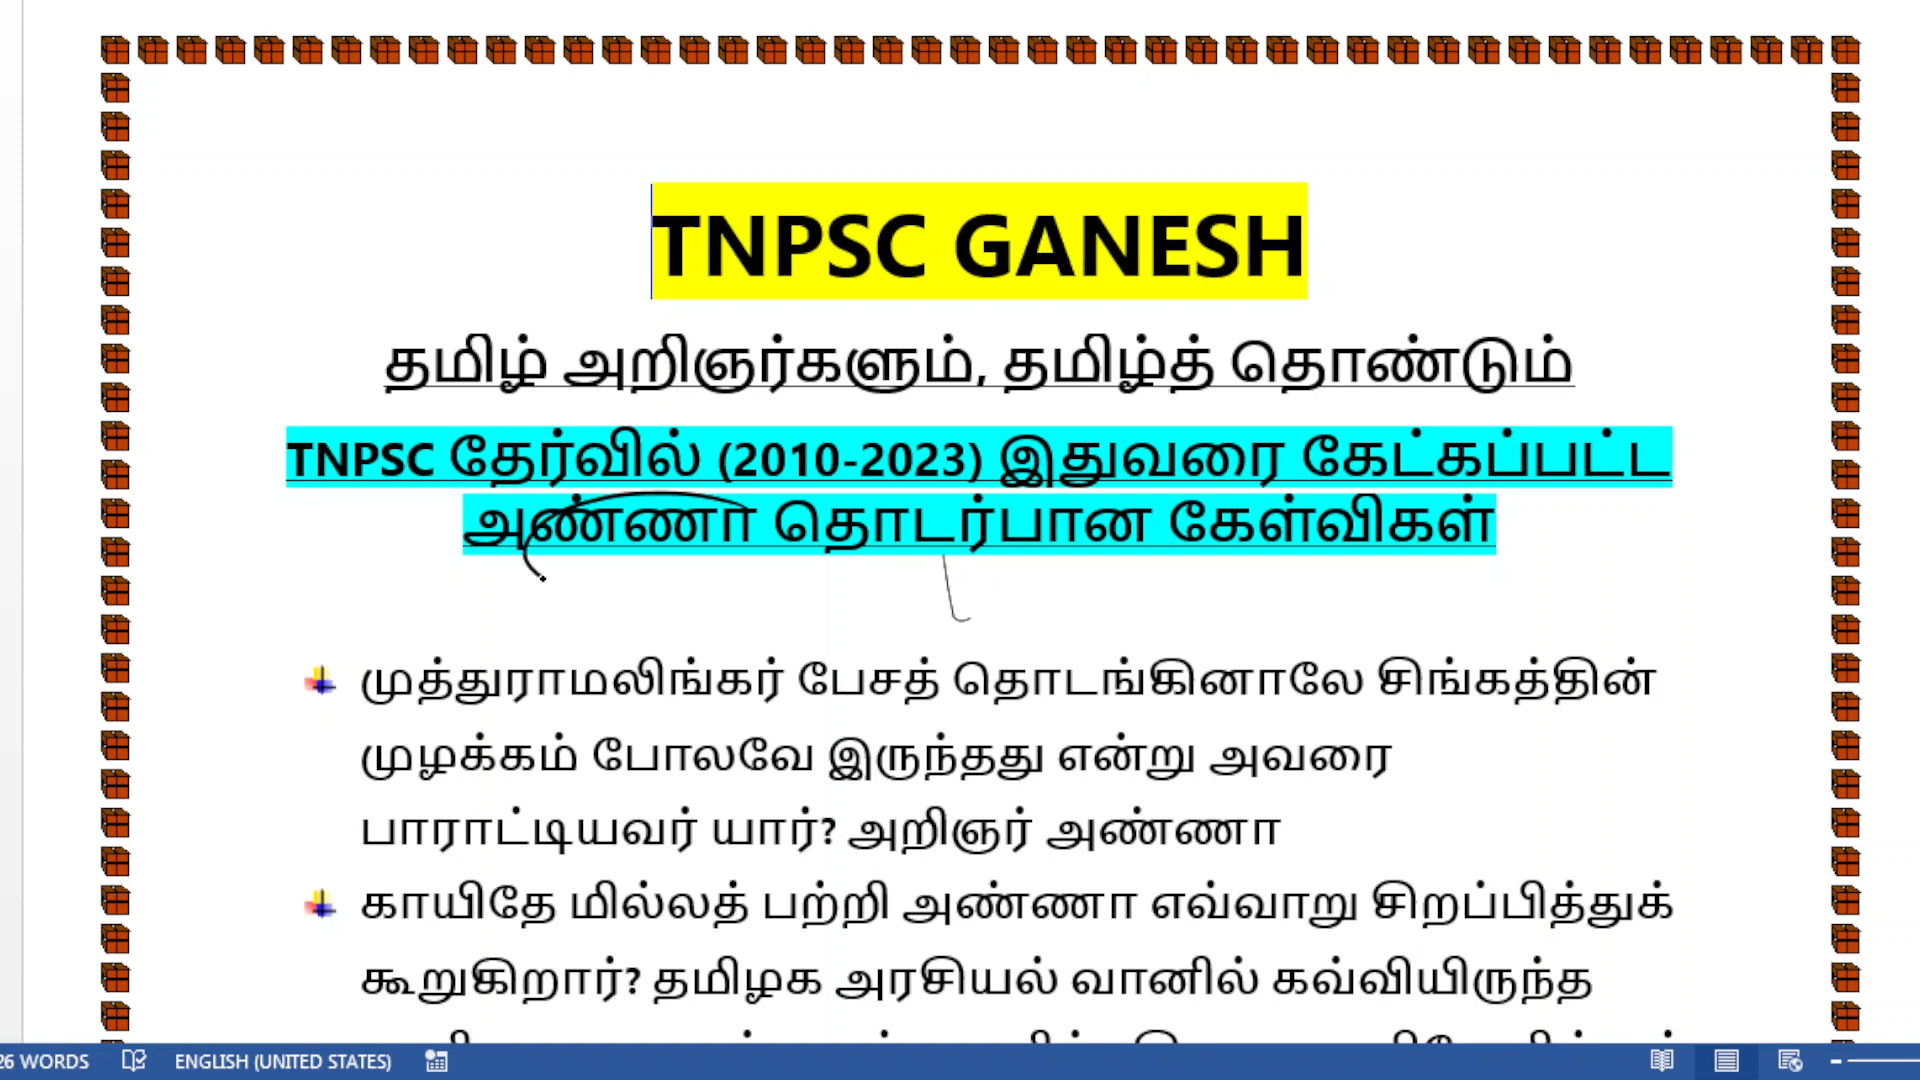 TNPSC GANESH
தமிழ் அறிஞர்களும், தமிழ்த் தொண்டும்
TNPSC தேர்வில் (2010-2023) இதுவரை கேட்கப்பட்ட
அண்ணா தொடர்பான கேள்விகள்
முத்துராமலிங்கர் பேசத் தொடங்கினாலே சிங்கத்தின்
முழக்கம் போலவே இருந்தது என்று அவரை
பாராட்டியவர் யார்? அறிஞர் அண்ணா
காயிதே மில்லத் பற்றி அண்ணா எவ்வாறு சிறப்பித்துக்
கூறுகிறார்? தமிழக அரசியல் வானில் கவ்வியிருந்த
26 WORDS ENGLISH (UNITED STATES)